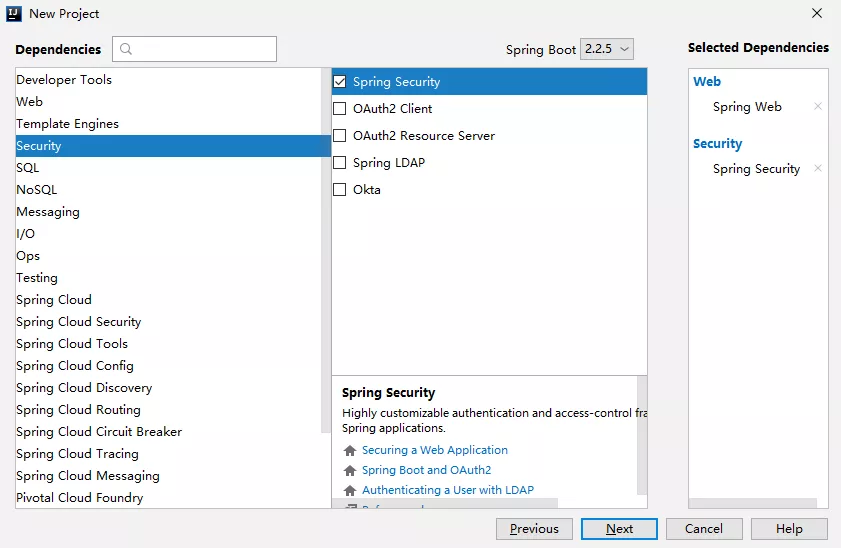 IJ New Project
Dependencies
Spring Boot 2.2.5
Selected Dependencies
Developer Tools
Web
Template Engines
Security
SQL
NoSQL
Messaging
I/O
Ops
Testing
Spring Cloud
Spring Cloud Security
Spring Cloud Tools
Spring Cloud Config
Spring Cloud Discovery
Spring Cloud Routing
Spring Cloud Circuit Breaker
Spring Cloud Tracing
Spring Cloud Messaging
Pivotal Cloud Foundry
Spring Security
OAuth2 Client
OAuth2 Resource Server
Spring LDAP
Okta
Spring Security
Highly customizable authentication and access-control fra
Spring applications.
Securing a Web Application
Spring Boot and OAuth2
Authenticating a User with LDAP
Web
Spring Web
Security
Spring Security
Previous
Next
Cancel
Help